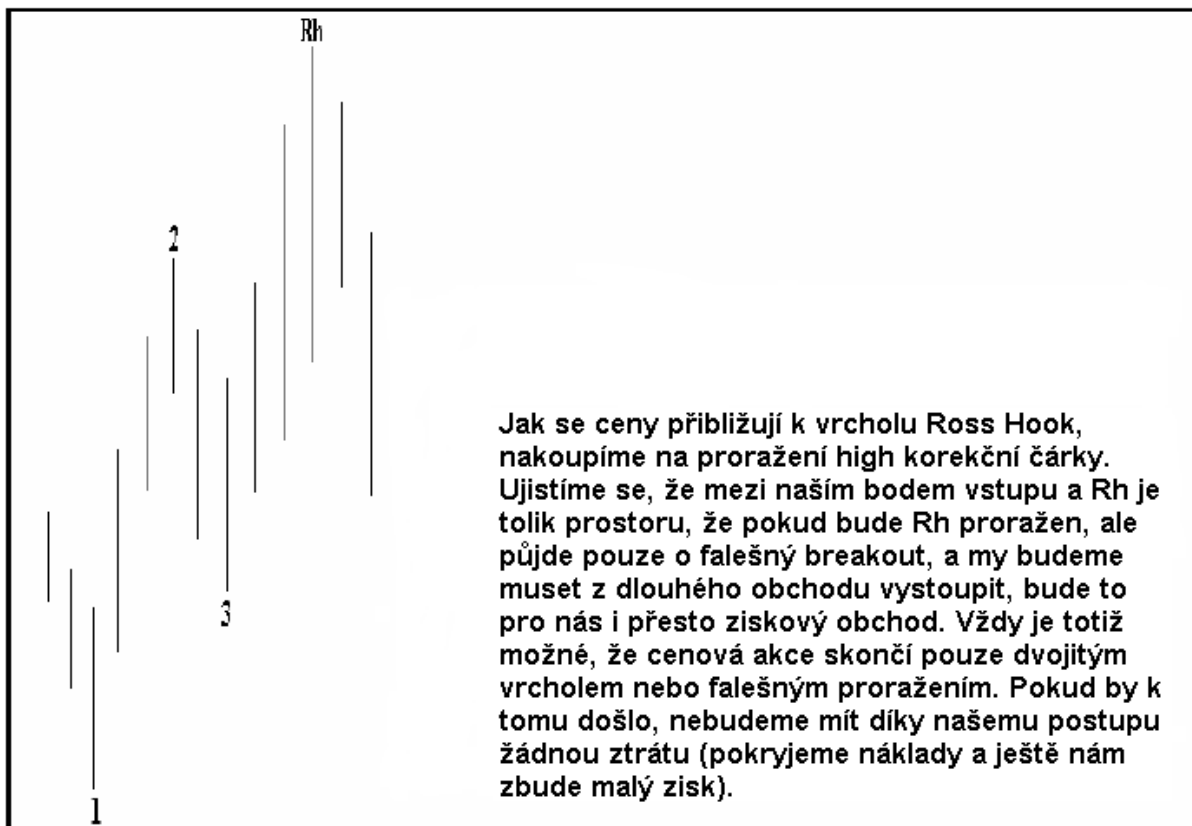 Rh
2
3
1
Jak se ceny přibližují k vrcholu Ross Hook,
nakoupíme na proražení high korekční čárky.
Ujistíme se, že mezi naším bodem vstupu a Rh je
tolik prostoru, že pokud bude Rh proražen, ale
půjde pouze o falešný breakout, a my budeme
muset z dlouhého obchodu vystoupit, bude to
pro nás i přesto ziskový obchod. Vždy je totiž
možné, že cenová akce skončí pouze dvojitým
vrcholem nebo falešným proražením. Pokud by k
tomu došlo, nebudeme mít díky našemu postupu
žádnou ztrátu (pokryjeme náklady a ještě nám
zbude malý zisk).